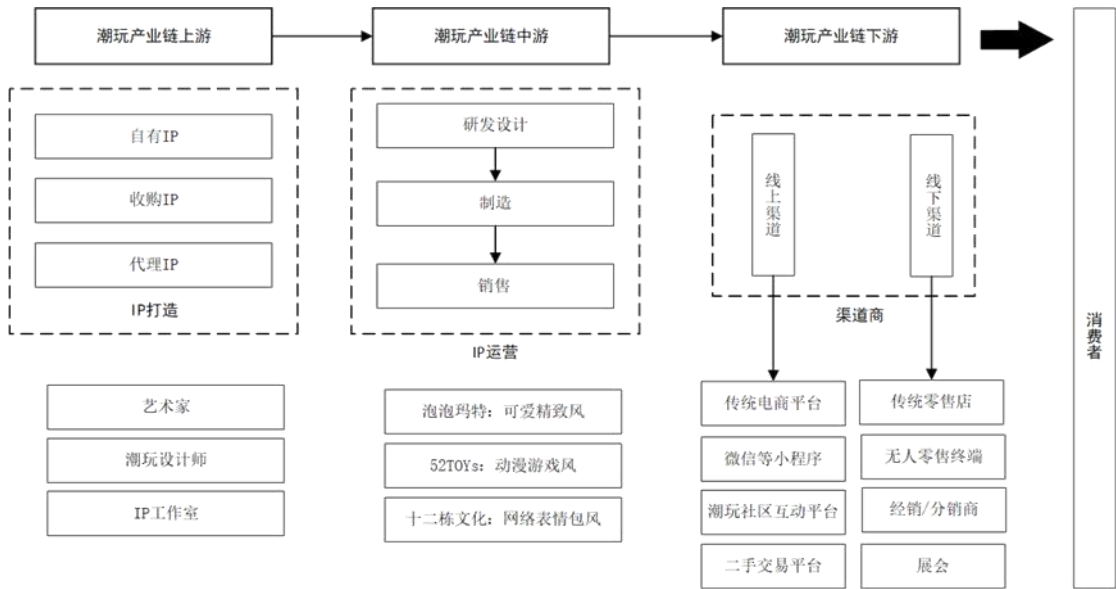 潮玩产业链上游
潮玩产业链中游
潮玩产业链下游
自有IP
收购IP
代理IP
IP打造
艺术家
潮玩设计师
IP工作室
研发设计
制造
销售
IP运营
泡泡玛特：可爱精致风
52TOYs：动漫游戏风
十二栋文化：网络表情包风
线上渠道
线下渠道
渠道商
传统电商平台
传统零售店
微信等小程序
无人零售终端
潮玩社区互动平台
经销/分销商
二手交易平台
展会
消费者